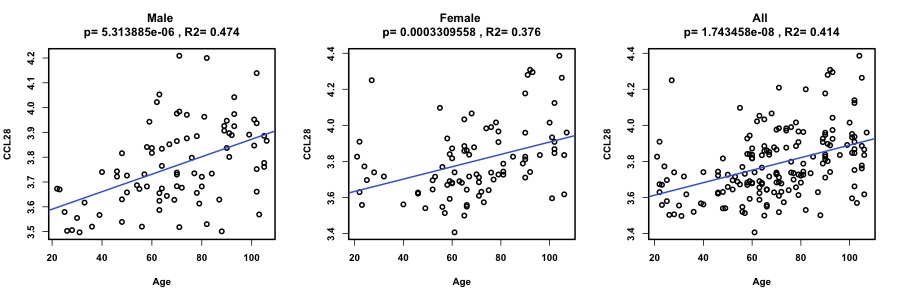 Male
p= 5.313885e-06 , R2= 0.474
CCL28
4.2
4.1
4.0
3.9
3.8
3.7
3.6
3.5
20 40 60 80 100
Age
Female
p= 0.0003309558 , R2= 0.376
CCL28
4.4
4.2
4.0
3.8
3.6
3.4
20 40 60 80 100
Age
All
p= 1.743458e-08 , R2= 0.414
CCL28
4.4
4.2
4.0
3.8
3.6
3.4
20 40 60 80 100
Age